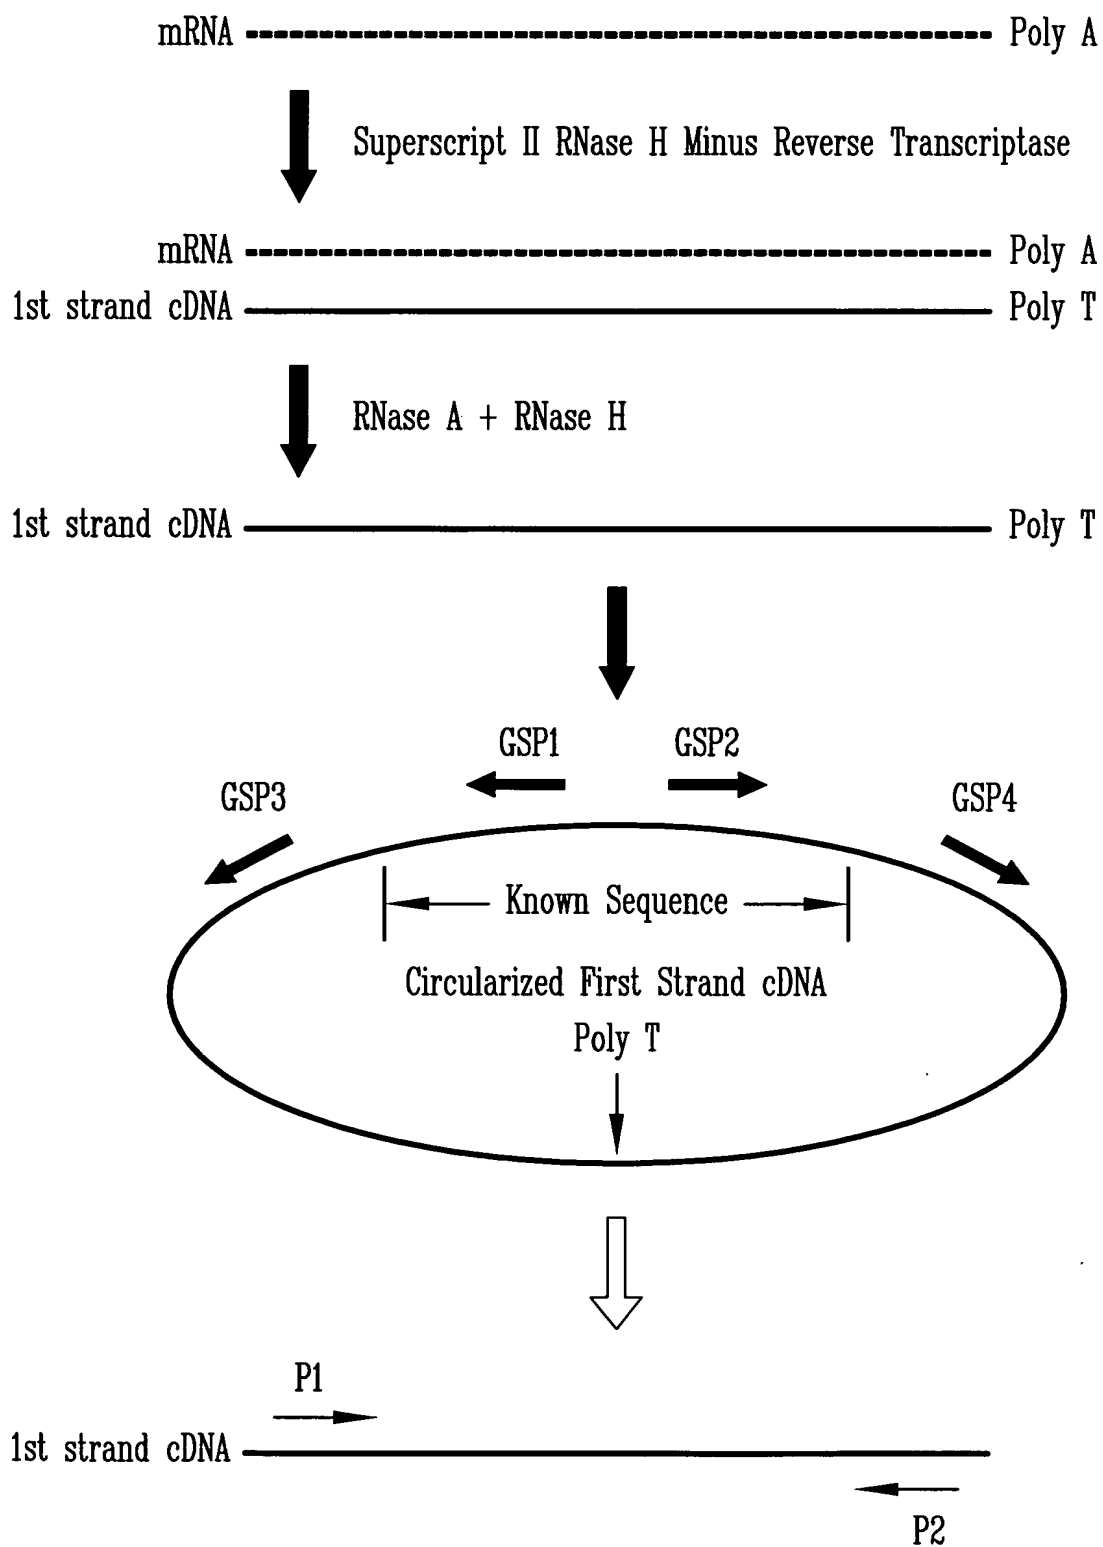 mRNA Poly A
Superscript II RNase H Minus Reverse Transcriptase
mRNA Poly A
1st strand cDNA Poly T
RNase A + RNase H
1st strand cDNA Poly T
GSP1 GSP2
GSP3 GSP4
Known Sequence
Circularized First Strand cDNA
Poly T
P1
1st strand cDNA
P2